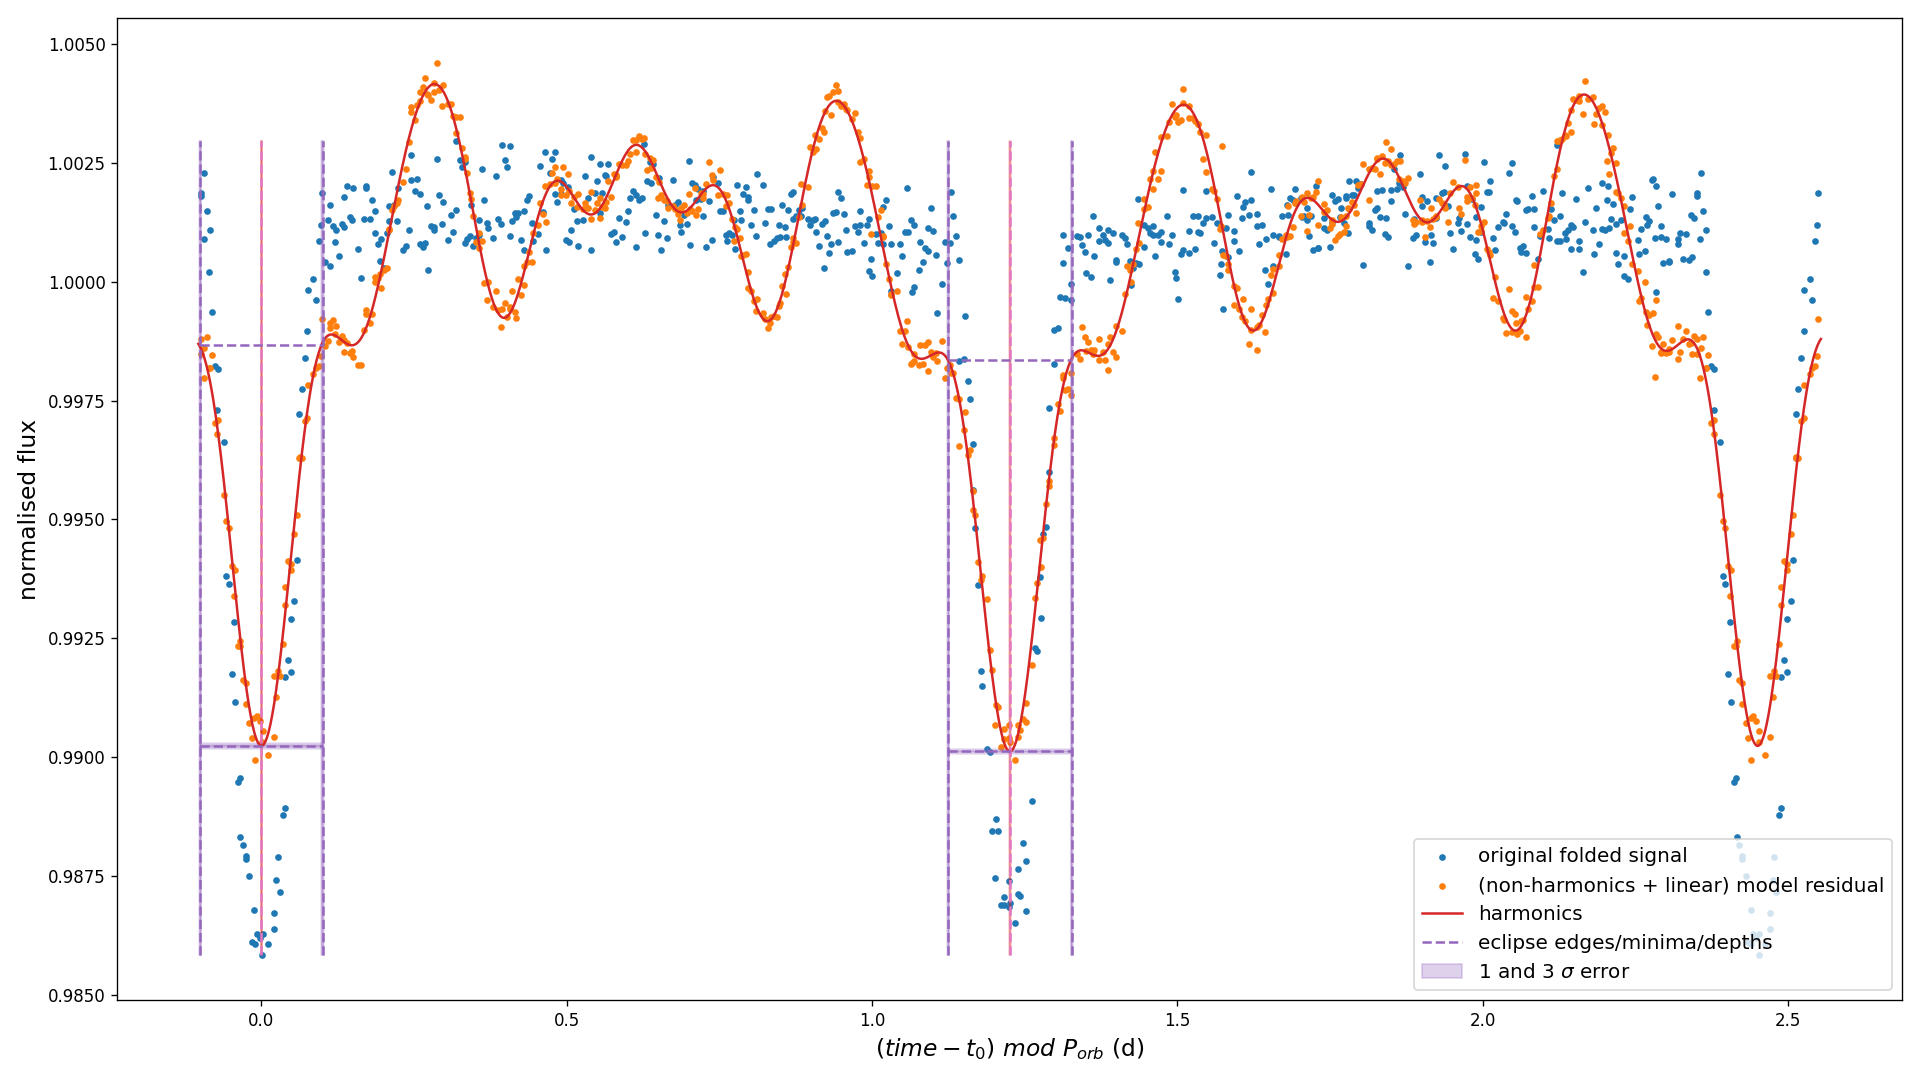 1.0050
1.0025
1.0000
0.9975
0.9950
0.9925
0.9900
0.9875
0.9850
normalised flux
original folded signal
(non-harmonics + linear) model residual
harmonics
eclipse edges/minima/depths
1 and 3 σ error
0.0 0.5 1.0 1.5 2.0 2.5
(time − t₀) mod Pₒᵣb (d)